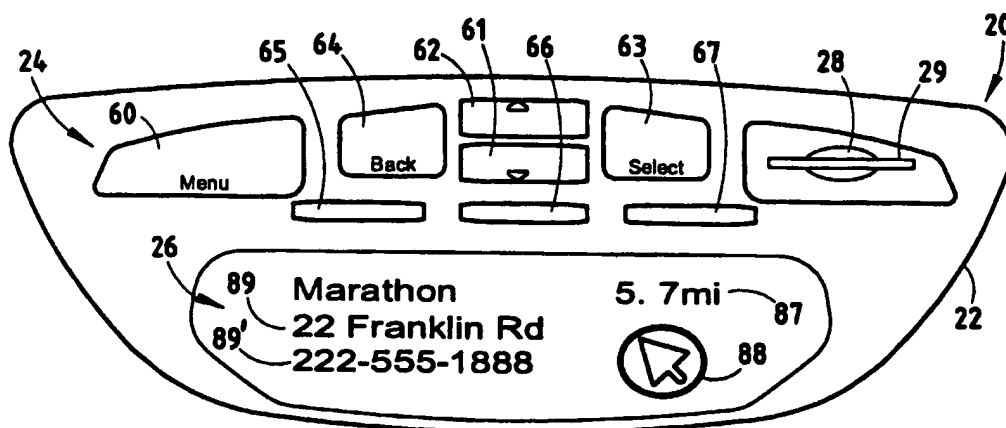 61
64 62 66 63 20
65 67 28
24 29
60
Back Select
Menu
26
89 Marathon 5. 7mi 87 22
22 Franklin Rd
89' 222-555-1888 88